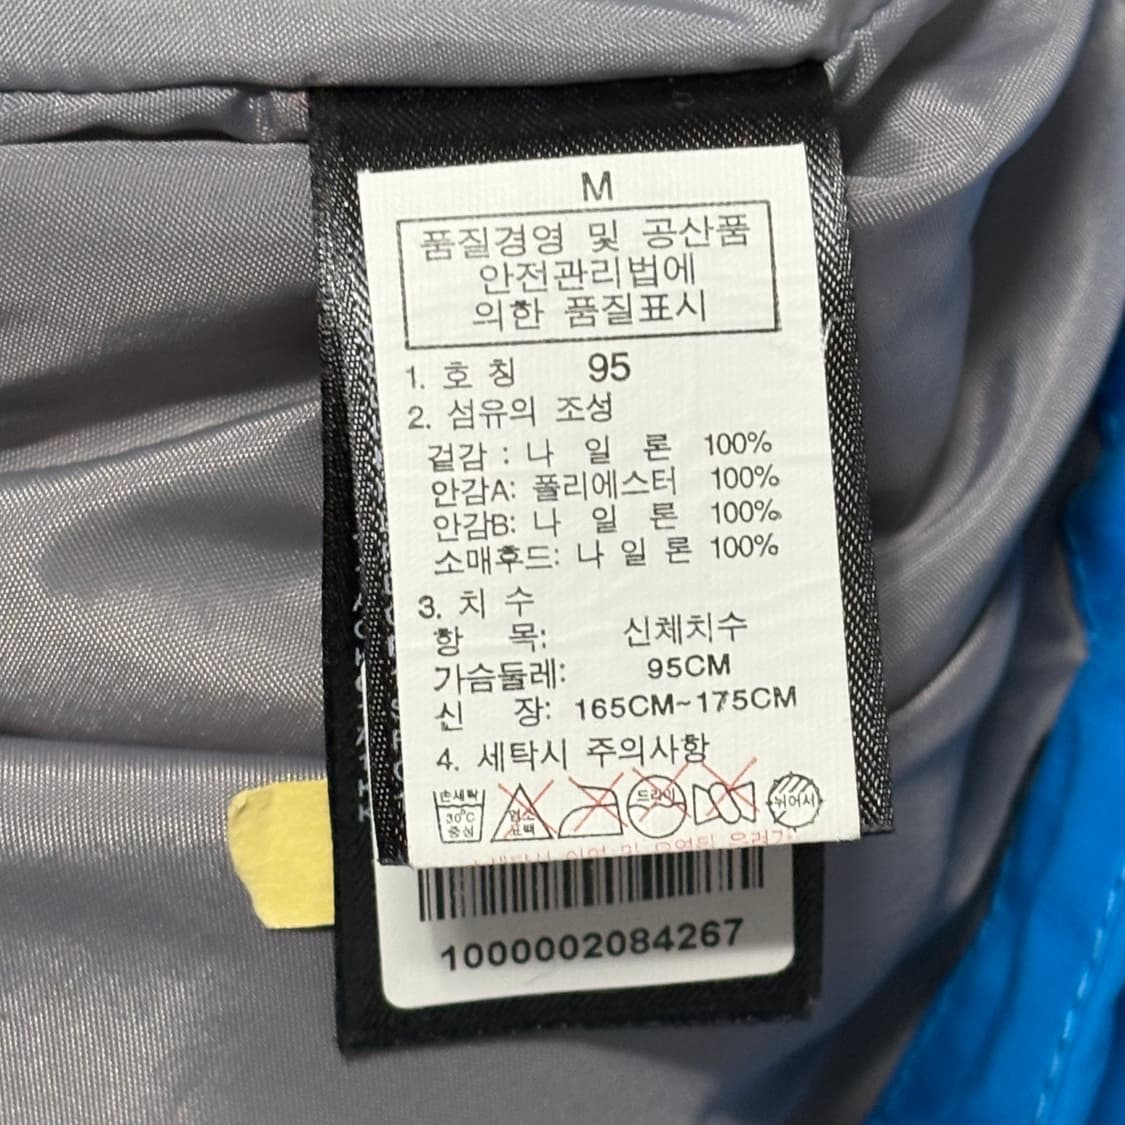 M
품질경영 및 공산품
안전관리법에
의한 품질표시
1. 호 칭 95
2. 섬유의 조성
겉감 : 나 일 론 100%
안감A: 폴리에스터 100%
안감B: 나 일 론 100%
소매후드: 나 일 론 100%
3. 치 수
항 목: 신체치수
가슴둘레: 95CM
신 장: 165CM~175CM
4. 세탁시 주의사항
손세탁 30°C 중성
염소 표백
드라이
뉘어서
1000002084267